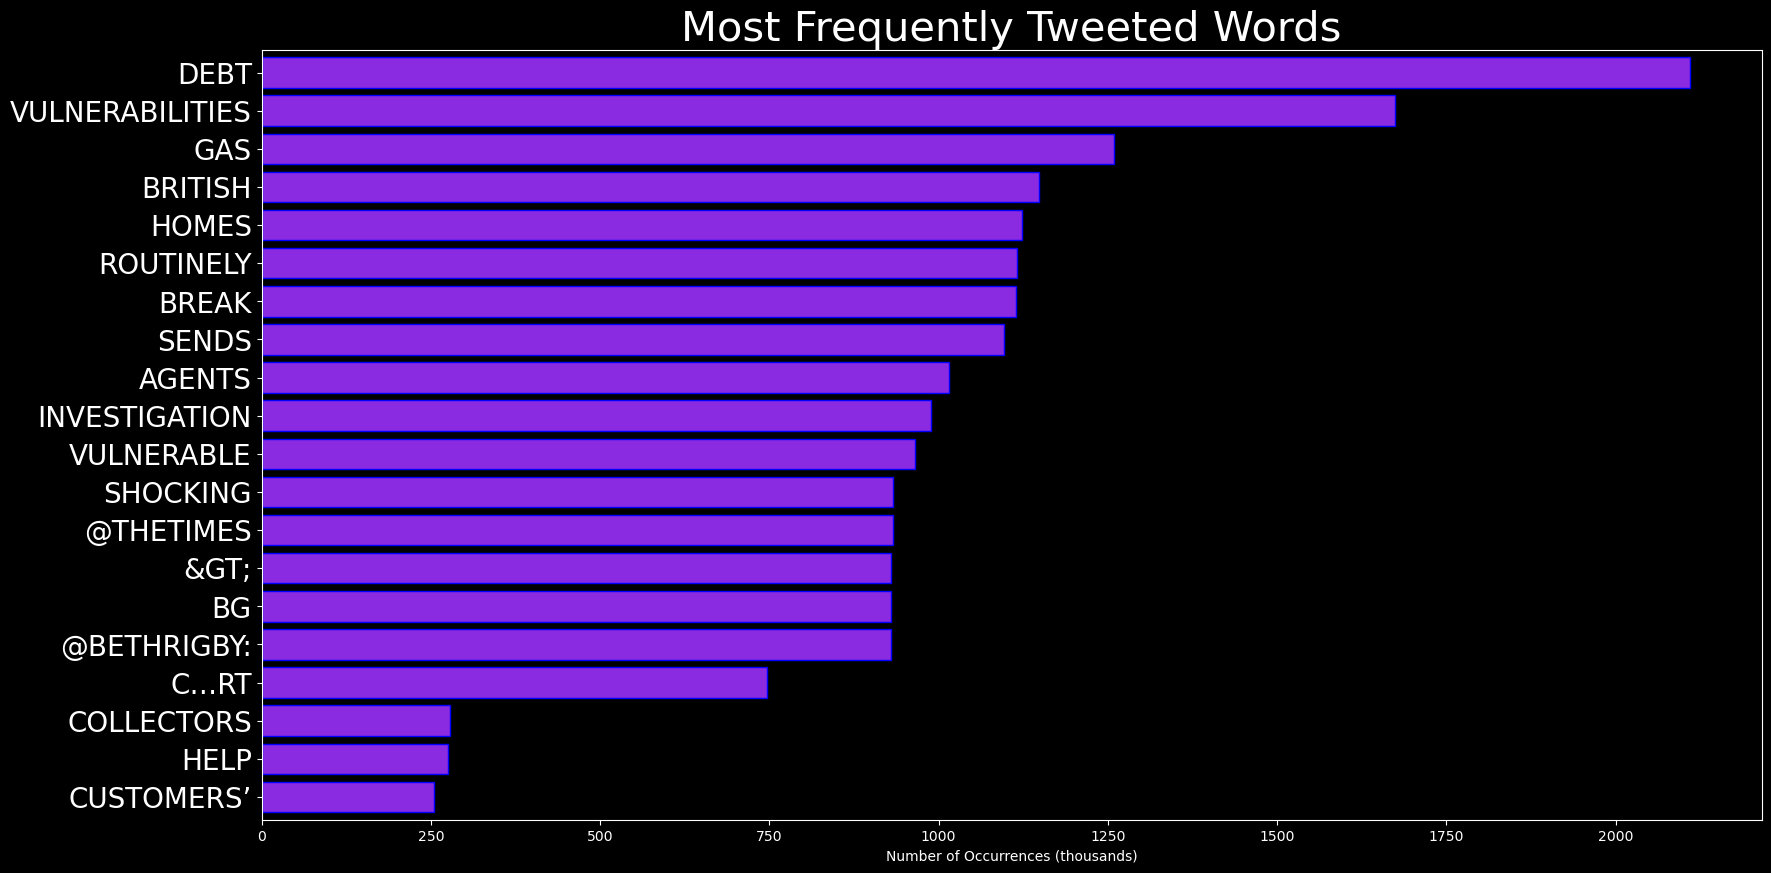 Most Frequently Tweeted Words
DEBT
VULNERABILITIES
GAS
BRITISH
HOMES
ROUTINELY
BREAK
SENDS
AGENTS
INVESTIGATION
VULNERABLE
SHOCKING
@THETIMES
&GT;
BG
@BETHRIGBY:
C…RT
COLLECTORS
HELP
CUSTOMERS’
0 250 500 750 1000 1250 1500 1750 2000
Number of Occurrences (thousands)